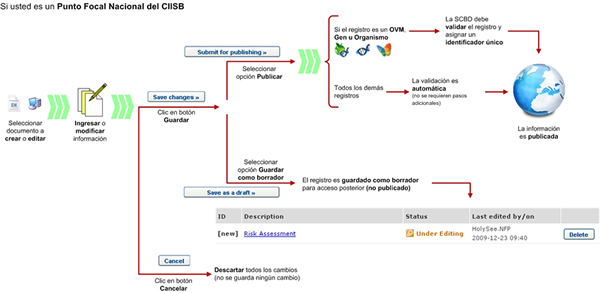 Si usted es un Punto Focal Nacional del CIISB
Seleccionar
documento a
crear o editar
Ingresar o
modificar
información
Save changes »
Clic en botón
Guardar
Submit for publishing »
Seleccionar
opción Publicar
Si el registro es un OVM,
Gen u Organismo
La SCBD debe
validar el registro y
asignar un
identificador único
Todos los demás
registros
La validación es
automática
(no se requieren pasos
adicionales)
La información
es publicada
Seleccionar
opción Guardar
como borrador
Save as a draft »
El registro es guardado como borrador
para acceso posterior (no publicado)
ID Description Status Last edited by/on
[new] Risk Assessment Under Editing HolySee.NFP
2009-12-23 09:40
Delete
Cancel
Clic en botón
Cancelar
Descartar todos los cambios
(no se guarda ningún cambio)